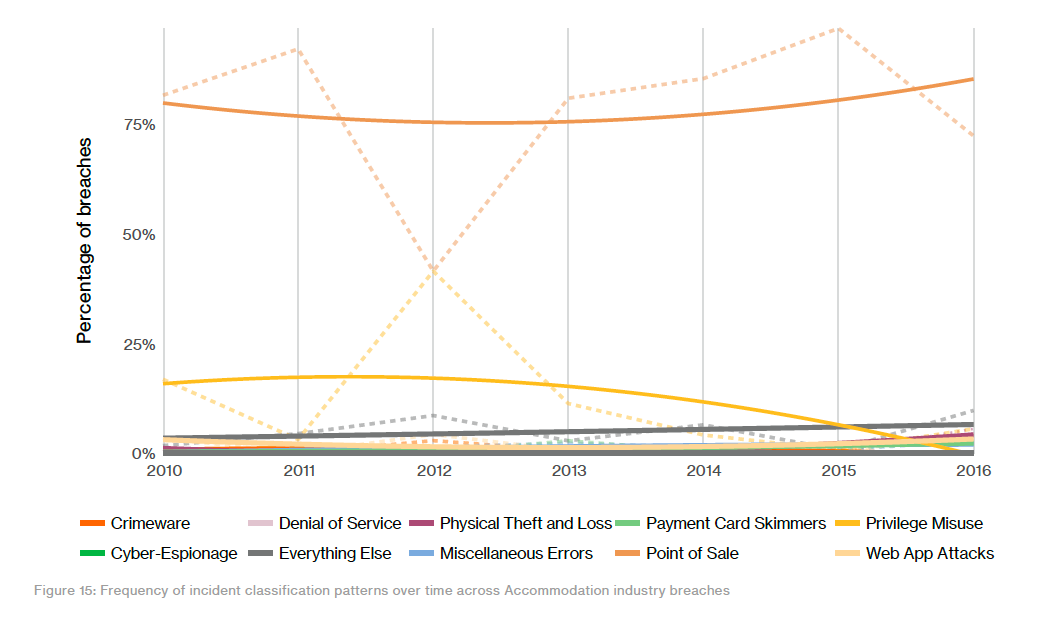 Percentage of breaches
75%
50%
25%
0%
2010 2011 2012 2013 2014 2015 2016
Crimeware Denial of Service Physical Theft and Loss Payment Card Skimmers Privilege Misuse
Cyber-Espionage Everything Else Miscellaneous Errors Point of Sale Web App Attacks
Figure 15: Frequency of incident classification patterns over time across Accommodation industry breaches